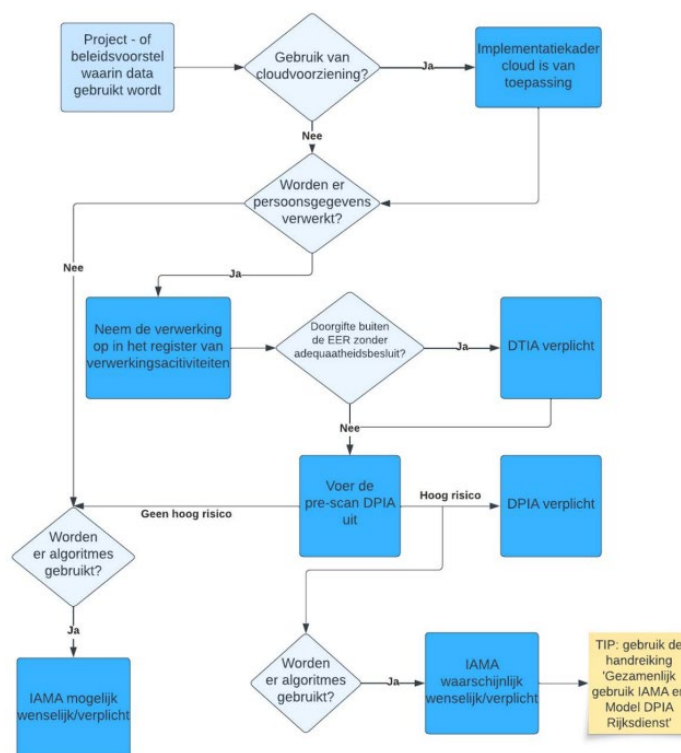 Project - of
beleidsvoorstel
waarin data
gebruikt wordt
Gebruik van
cloudvoorziening?
Ja
Implementatiekader
cloud is van
toepassing
Nee
Worden er
persoonsgegevens
verwerkt?
Nee
Ja
Neem de verwerking
op in het register van
verwerkingsacitiviteiten
Doorgifte buiten
de EER zonder
adequaatheidsbesluit?
Ja
DTIA verplicht
Nee
Voer de
pre-scan DPIA
uit
Geen hoog risico
Hoog risico
DPIA verplicht
Worden
er algoritmes
gebruikt?
Ja
IAMA mogelijk
wenselijk/verplicht
Worden
er algoritmes
gebruikt?
Ja
IAMA
waarschijnlijk
wenselijk/verplicht
TIP: gebruik de
handreiking
'Gezamenlijk
gebruik IAMA en
Model DPIA
Rijksdienst'